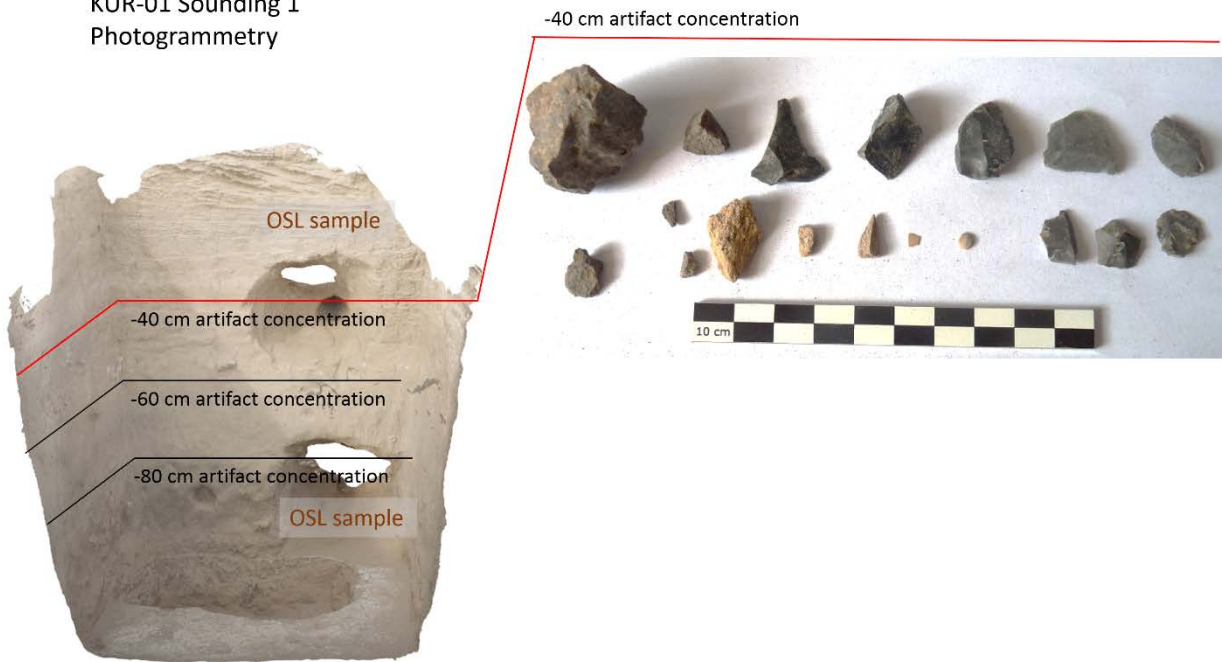 KUR-01 Sounding 1
Photogrammetry
-40 cm artifact concentration
OSL sample
-40 cm artifact concentration
-60 cm artifact concentration
-80 cm artifact concentration
OSL sample
10 cm